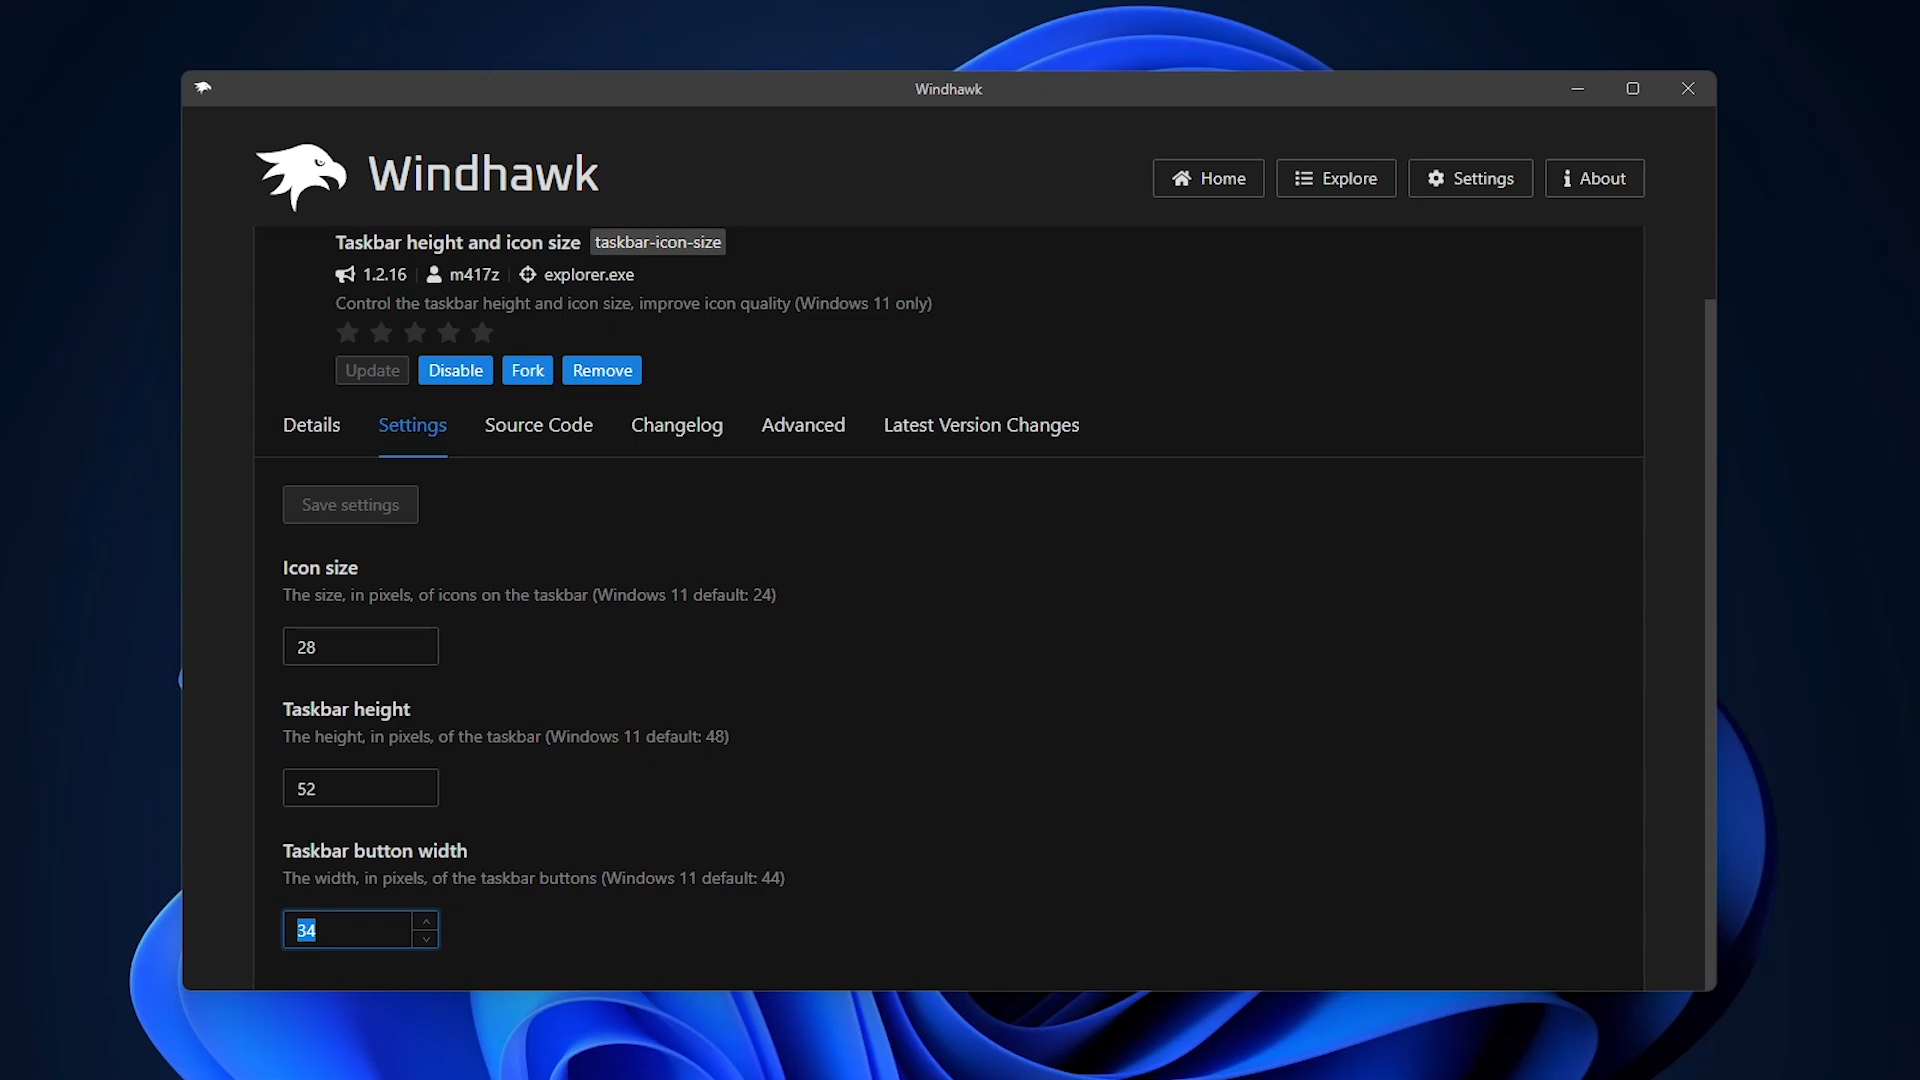 Windhawk
Windhawk
Home
Explore
Settings
About
Taskbar height and icon size taskbar-icon-size
1.2.16 m417z explorer.exe
Control the taskbar height and icon size, improve icon quality (Windows 11 only)
Update Disable Fork Remove
Details Settings Source Code Changelog Advanced Latest Version Changes
Save settings
Icon size
The size, in pixels, of icons on the taskbar (Windows 11 default: 24)
28
Taskbar height
The height, in pixels, of the taskbar (Windows 11 default: 48)
52
Taskbar button width
The width, in pixels, of the taskbar buttons (Windows 11 default: 44)
34